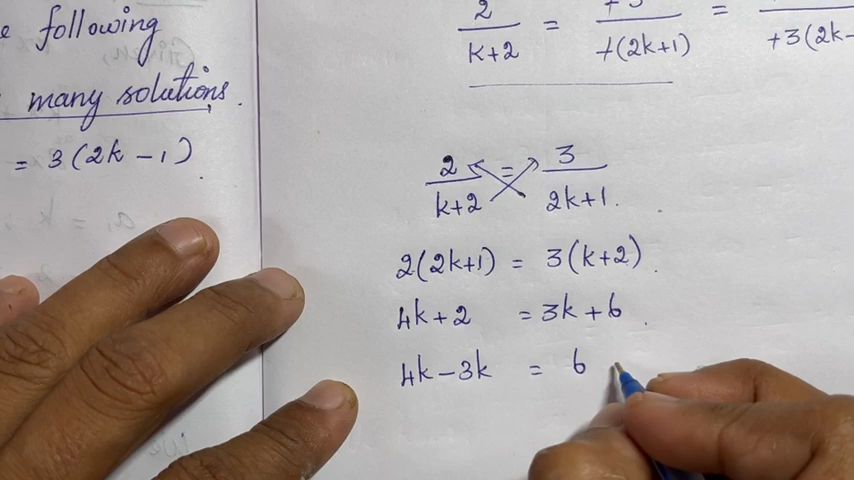 following
many solutions.
= 3(2k-1).
2/k+2 = +3/+(2k+1) =
+3(2k-
2/k+2 = 3/2k+1.
2(2k+1) = 3(k+2).
4k+2 = 3k+6.
4k-3k = 6